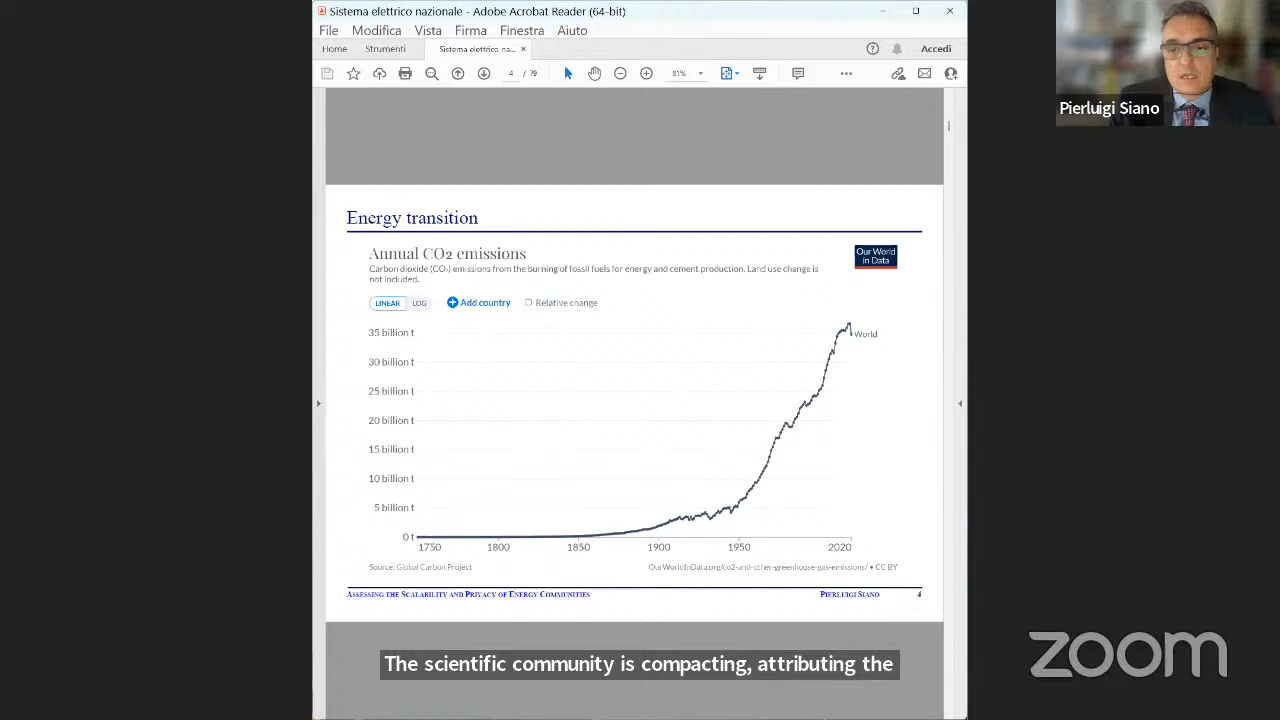 Sistema elettrico nazionale - Adobe Acrobat Reader (64-bit)
File Modifica Vista Firma Finestra Aiuto
Home Strumenti Sistema elettrico na... Accedi
4 / 79 81%
Pierluigi Siano
Energy transition
Annual CO2 emissions
Our World
in Data
Carbon dioxide (CO₂) emissions from the burning of fossil fuels for energy and cement production. Land use change is
not included.
LINEAR LOG Add country Relative change
35 billion t
World
30 billion t
25 billion t
20 billion t
15 billion t
10 billion t
5 billion t
0 t
1750 1800 1850 1900 1950 2020
Source: Global Carbon Project OurWorldInData.org/co2-and-other-greenhouse-gas-emissions/ • CC BY
ASSESSING THE SCALABILITY AND PRIVACY OF ENERGY COMMUNITIES PIERLUIGI SIANO 4
The scientific community is compacting, attributing the
zoom